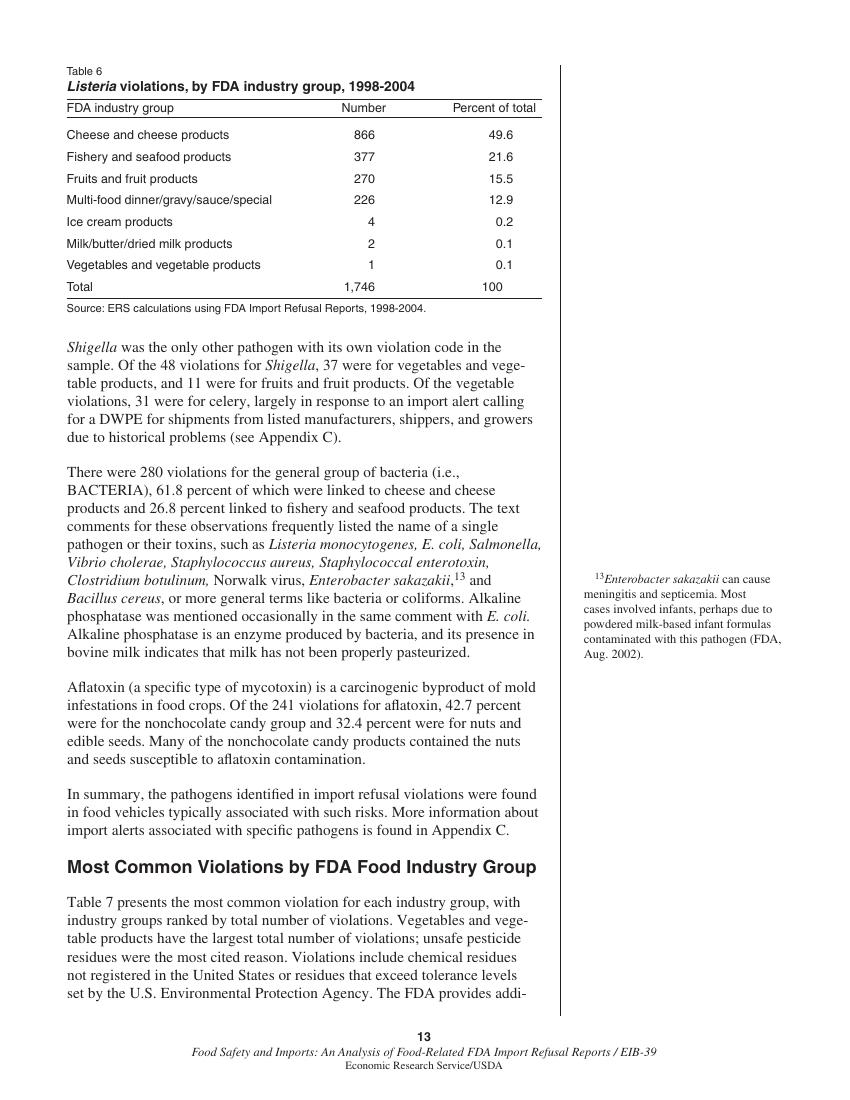 Table 6
Listeria violations, by FDA industry group, 1998-2004
FDA industry group Number Percent of total
Cheese and cheese products 866 49.6
Fishery and seafood products 377 21.6
Fruits and fruit products 270 15.5
Multi-food dinner/gravy/sauce/special 226 12.9
Ice cream products 4 0.2
Milk/butter/dried milk products 2 0.1
Vegetables and vegetable products 1 0.1
Total 1,746 100
Source: ERS calculations using FDA Import Refusal Reports, 1998-2004.
Shigella was the only other pathogen with its own violation code in the
sample. Of the 48 violations for Shigella, 37 were for vegetables and vege-
table products, and 11 were for fruits and fruit products. Of the vegetable
violations, 31 were for celery, largely in response to an import alert calling
for a DWPE for shipments from listed manufacturers, shippers, and growers
due to historical problems (see Appendix C).
There were 280 violations for the general group of bacteria (i.e.,
BACTERIA), 61.8 percent of which were linked to cheese and cheese
products and 26.8 percent linked to fishery and seafood products. The text
comments for these observations frequently listed the name of a single
pathogen or their toxins, such as Listeria monocytogenes, E. coli, Salmonella,
Vibrio cholerae, Staphylococcus aureus, Staphylococcal enterotoxin,
Clostridium botulinum, Norwalk virus, Enterobacter sakazakii,13 and
Bacillus cereus, or more general terms like bacteria or coliforms. Alkaline
phosphatase was mentioned occasionally in the same comment with E. coli.
Alkaline phosphatase is an enzyme produced by bacteria, and its presence in
bovine milk indicates that milk has not been properly pasteurized.
Aflatoxin (a specific type of mycotoxin) is a carcinogenic byproduct of mold
infestations in food crops. Of the 241 violations for aflatoxin, 42.7 percent
were for the nonchocolate candy group and 32.4 percent were for nuts and
edible seeds. Many of the nonchocolate candy products contained the nuts
and seeds susceptible to aflatoxin contamination.
In summary, the pathogens identified in import refusal violations were found
in food vehicles typically associated with such risks. More information about
import alerts associated with specific pathogens is found in Appendix C.
Most Common Violations by FDA Food Industry Group
Table 7 presents the most common violation for each industry group, with
industry groups ranked by total number of violations. Vegetables and vege-
table products have the largest total number of violations; unsafe pesticide
residues were the most cited reason. Violations include chemical residues
not registered in the United States or residues that exceed tolerance levels
set by the U.S. Environmental Protection Agency. The FDA provides addi-
13Enterobacter sakazakii can cause
meningitis and septicemia. Most
cases involved infants, perhaps due to
powdered milk-based infant formulas
contaminated with this pathogen (FDA,
Aug. 2002).
13
Food Safety and Imports: An Analysis of Food-Related FDA Import Refusal Reports / EIB-39
Economic Research Service/USDA